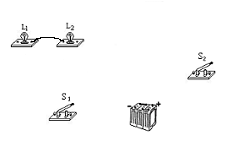 L₁ L₂
S₂
S₁
- +